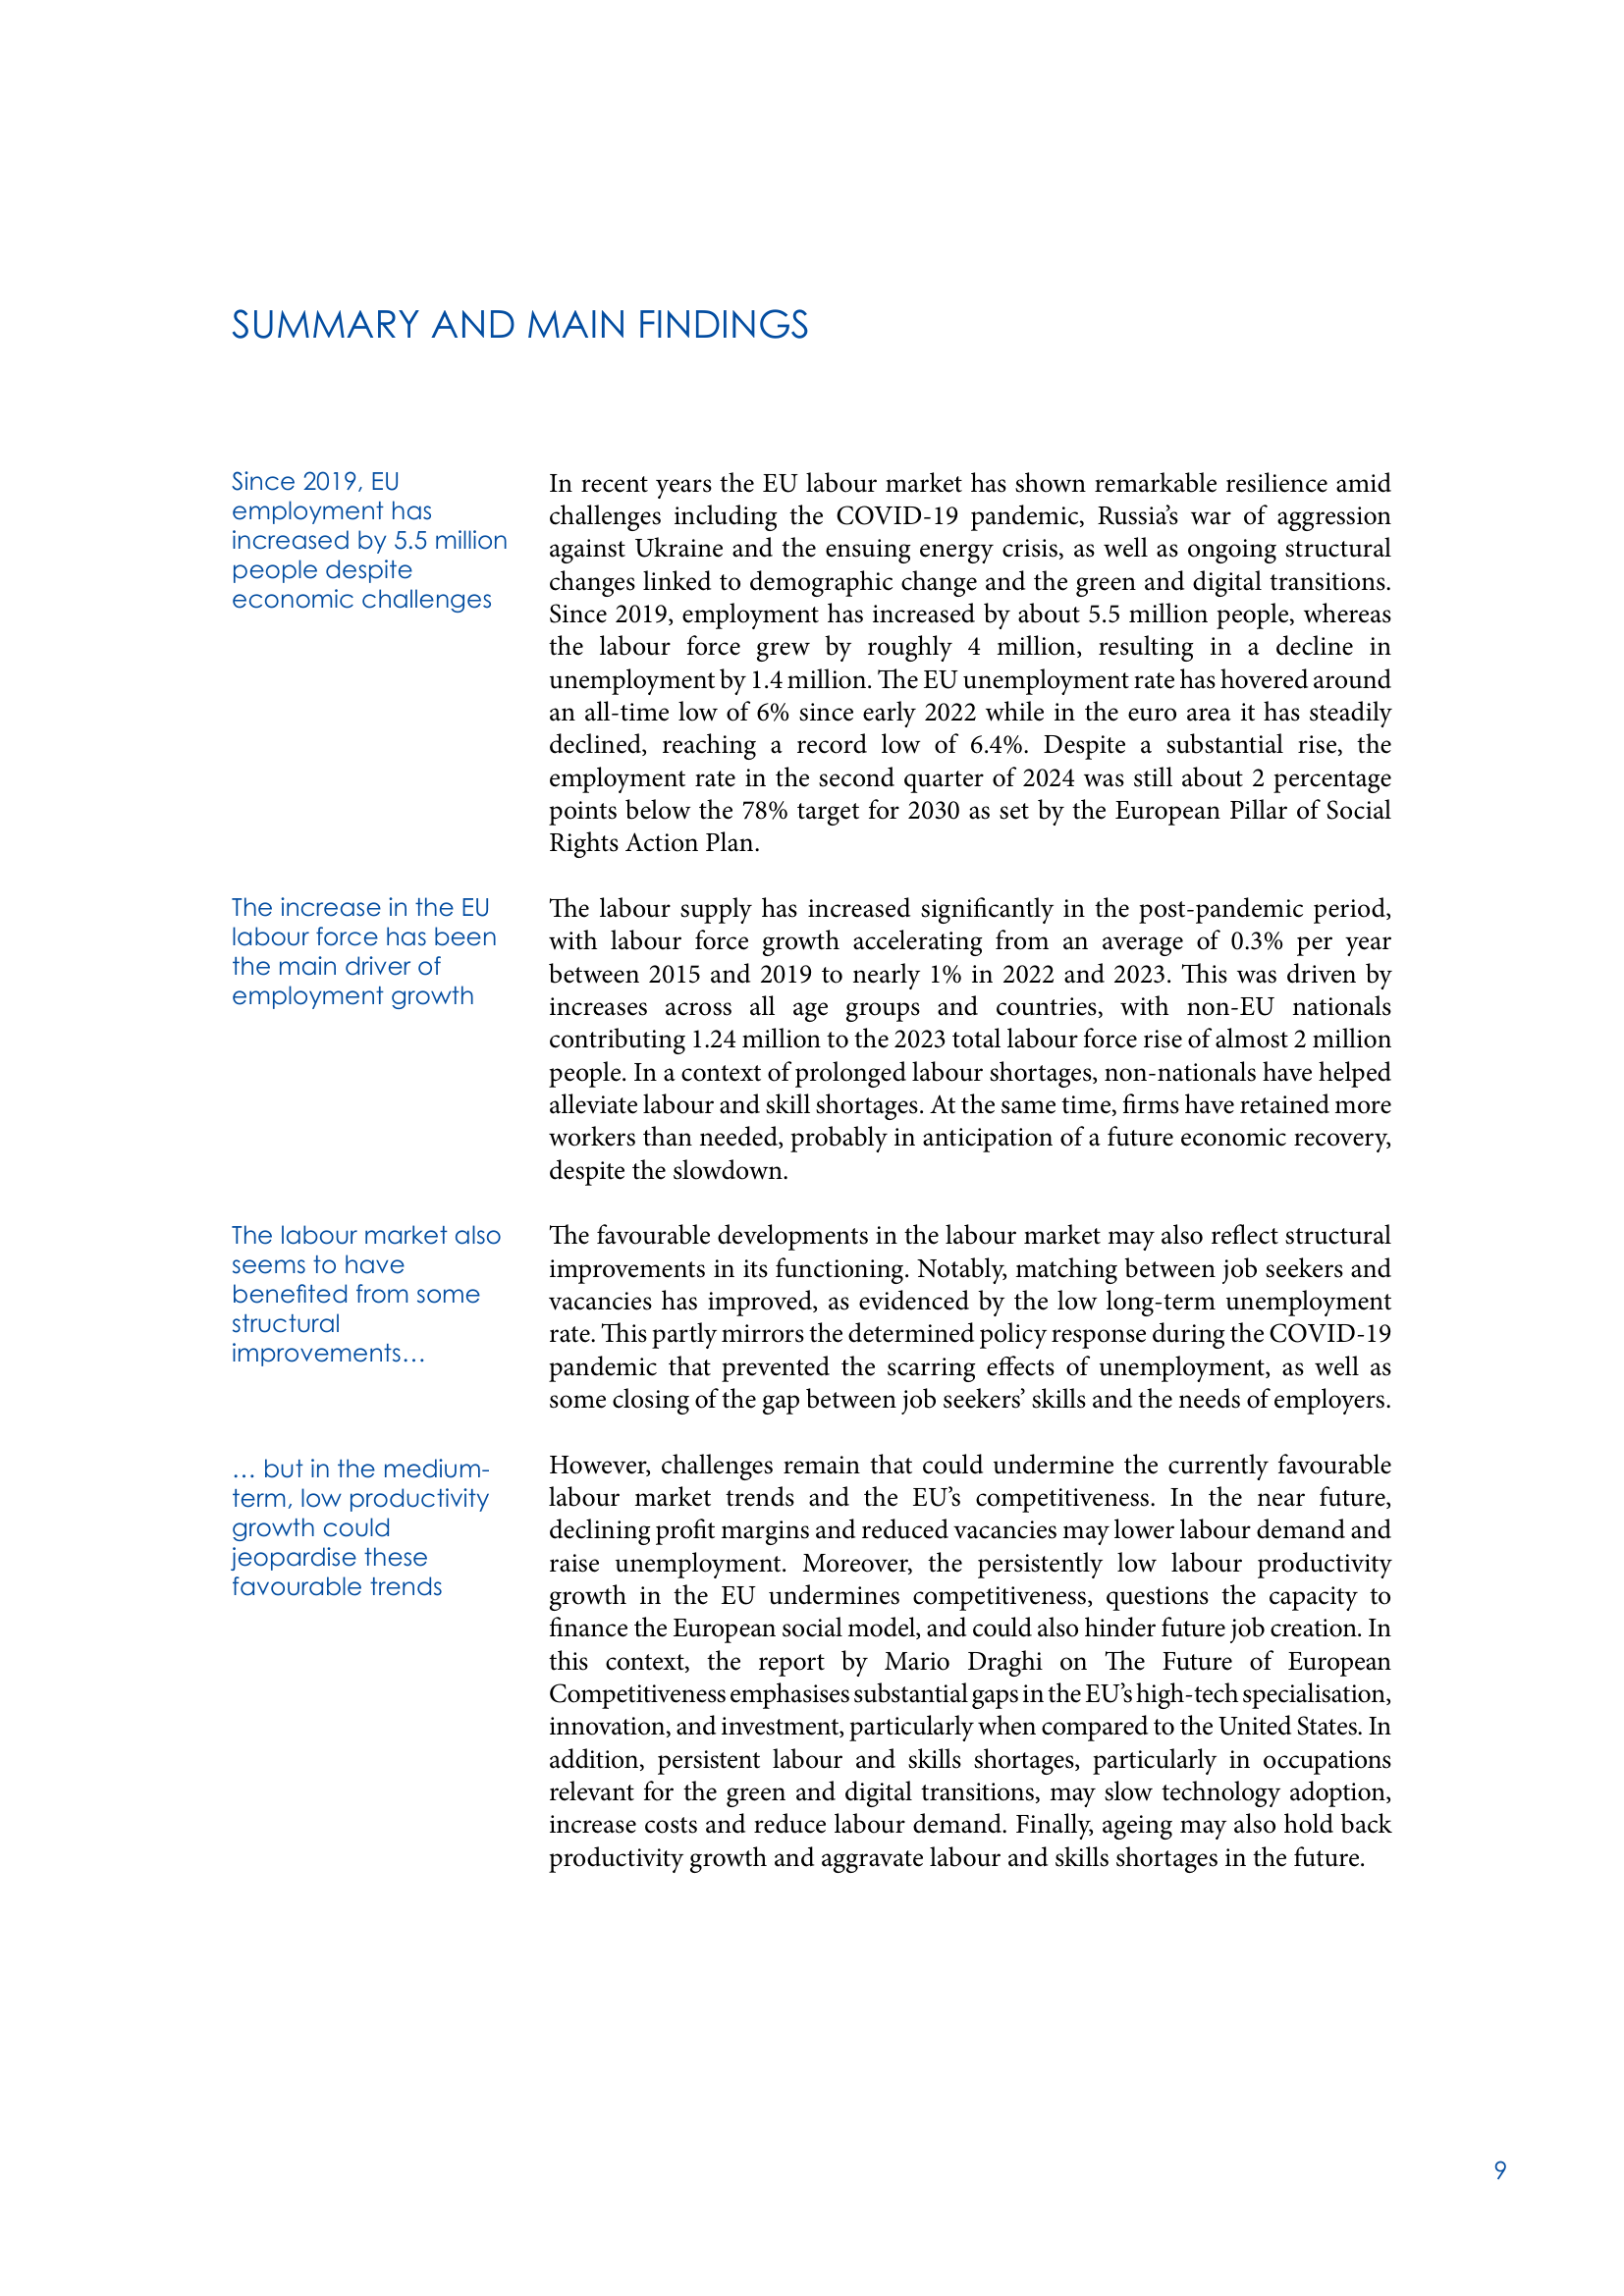 SUMMARY AND MAIN FINDINGS
Since 2019, EU
employment has
increased by 5.5 million
people despite
economic challenges
In recent years the EU labour market has shown remarkable resilience amid
challenges including the COVID-19 pandemic, Russia’s war of aggression
against Ukraine and the ensuing energy crisis, as well as ongoing structural
changes linked to demographic change and the green and digital transitions.
Since 2019, employment has increased by about 5.5 million people, whereas
the labour force grew by roughly 4 million, resulting in a decline in
unemployment by 1.4 million. The EU unemployment rate has hovered around
an all-time low of 6% since early 2022 while in the euro area it has steadily
declined, reaching a record low of 6.4%. Despite a substantial rise, the
employment rate in the second quarter of 2024 was still about 2 percentage
points below the 78% target for 2030 as set by the European Pillar of Social
Rights Action Plan.
The increase in the EU
labour force has been
the main driver of
employment growth
The labour supply has increased significantly in the post-pandemic period,
with labour force growth accelerating from an average of 0.3% per year
between 2015 and 2019 to nearly 1% in 2022 and 2023. This was driven by
increases across all age groups and countries, with non-EU nationals
contributing 1.24 million to the 2023 total labour force rise of almost 2 million
people. In a context of prolonged labour shortages, non-nationals have helped
alleviate labour and skill shortages. At the same time, firms have retained more
workers than needed, probably in anticipation of a future economic recovery,
despite the slowdown.
The labour market also
seems to have
benefited from some
structural
improvements…
The favourable developments in the labour market may also reflect structural
improvements in its functioning. Notably, matching between job seekers and
vacancies has improved, as evidenced by the low long-term unemployment
rate. This partly mirrors the determined policy response during the COVID-19
pandemic that prevented the scarring effects of unemployment, as well as
some closing of the gap between job seekers’ skills and the needs of employers.
… but in the medium-
term, low productivity
growth could
jeopardise these
favourable trends
However, challenges remain that could undermine the currently favourable
labour market trends and the EU’s competitiveness. In the near future,
declining profit margins and reduced vacancies may lower labour demand and
raise unemployment. Moreover, the persistently low labour productivity
growth in the EU undermines competitiveness, questions the capacity to
finance the European social model, and could also hinder future job creation. In
this context, the report by Mario Draghi on The Future of European
Competitiveness emphasises substantial gaps in the EU’s high-tech specialisation,
innovation, and investment, particularly when compared to the United States. In
addition, persistent labour and skills shortages, particularly in occupations
relevant for the green and digital transitions, may slow technology adoption,
increase costs and reduce labour demand. Finally, ageing may also hold back
productivity growth and aggravate labour and skills shortages in the future.
9